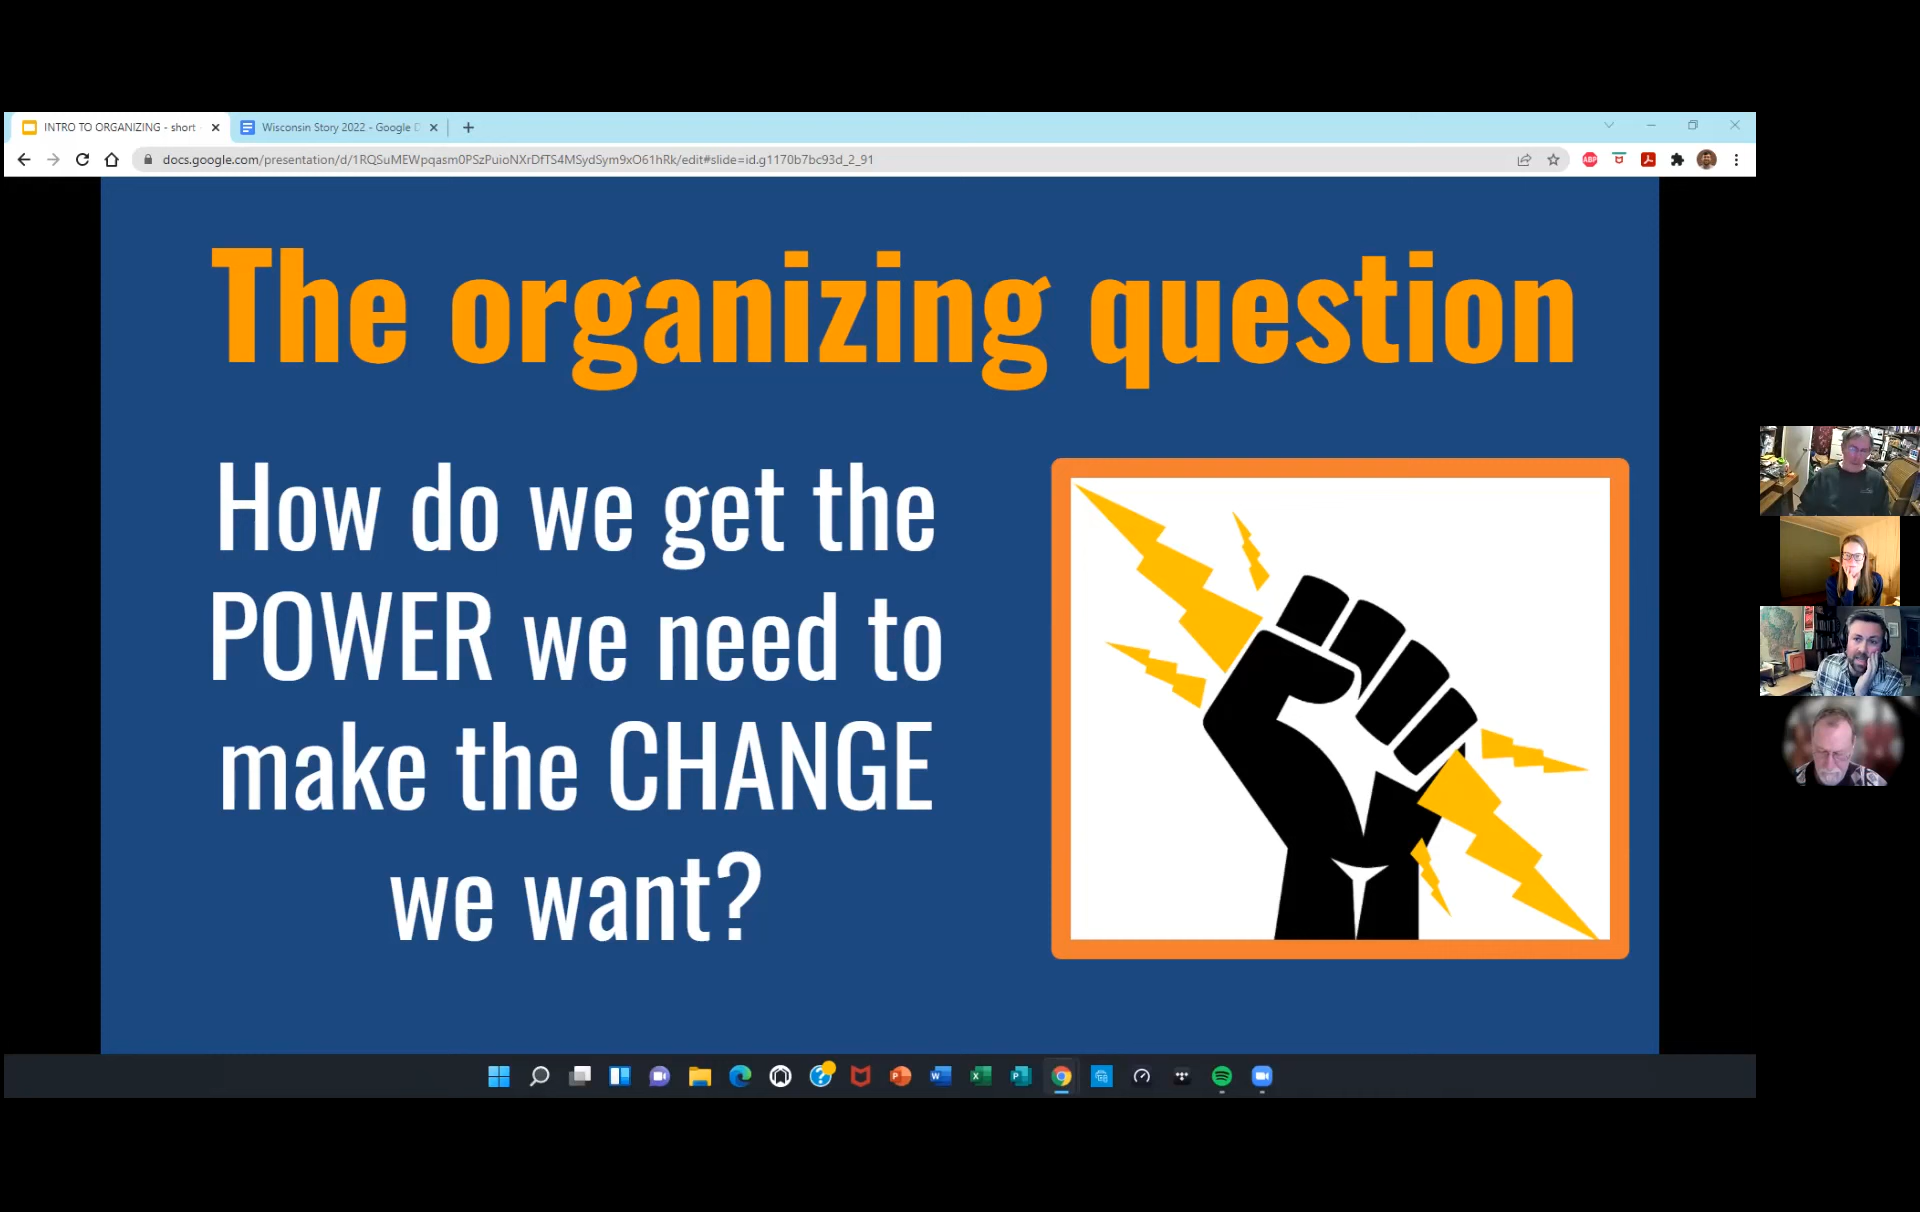 INTRO TO ORGANIZING - short
Wisconsin Story 2022 - Google D
docs.google.com/presentation/d/1RQSuMEWpqasm0PSzPuioNXrDfTS4MSydSym9xO61hRk/edit#slide=id.g1170b7bc93d_2_91
ABP
The organizing question
How do we get the
POWER we need to
make the CHANGE
we want?